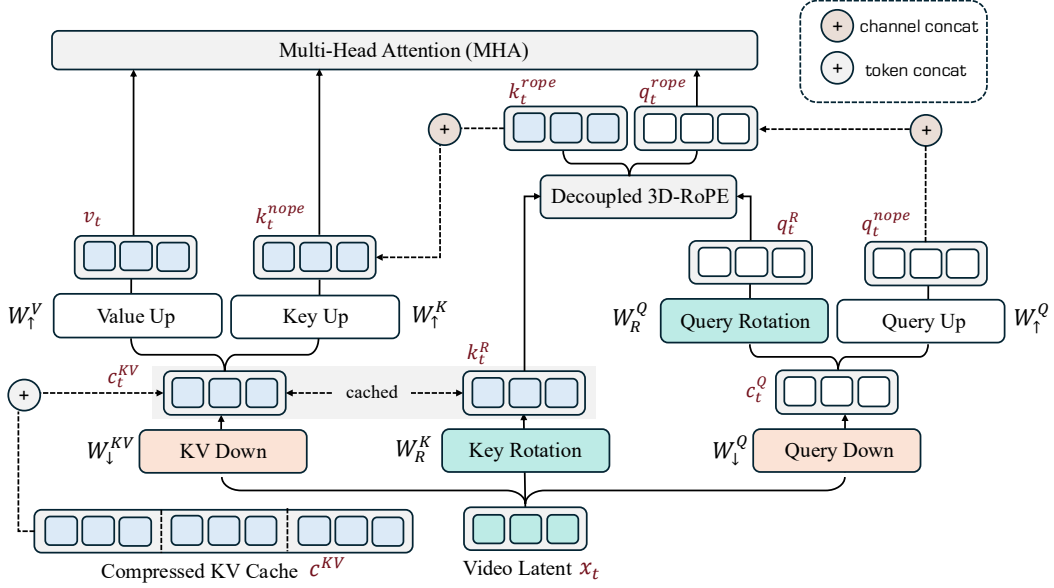 + channel concat
+ token concat
Multi-Head Attention (MHA)
k_t^{rope} q_t^{rope}
+ +
Decoupled 3D-RoPE
v_t k_t^{nope} q_t^R q_t^{nope}
W_↑^V Value Up Key Up W_↑^K W_R^Q Query Rotation Query Up W_↑^Q
c_t^{KV} cached k_t^R c_t^Q
+
W_↓^{KV} KV Down W_R^K Key Rotation W_↓^Q Query Down
Compressed KV Cache c^{KV} Video Latent x_t